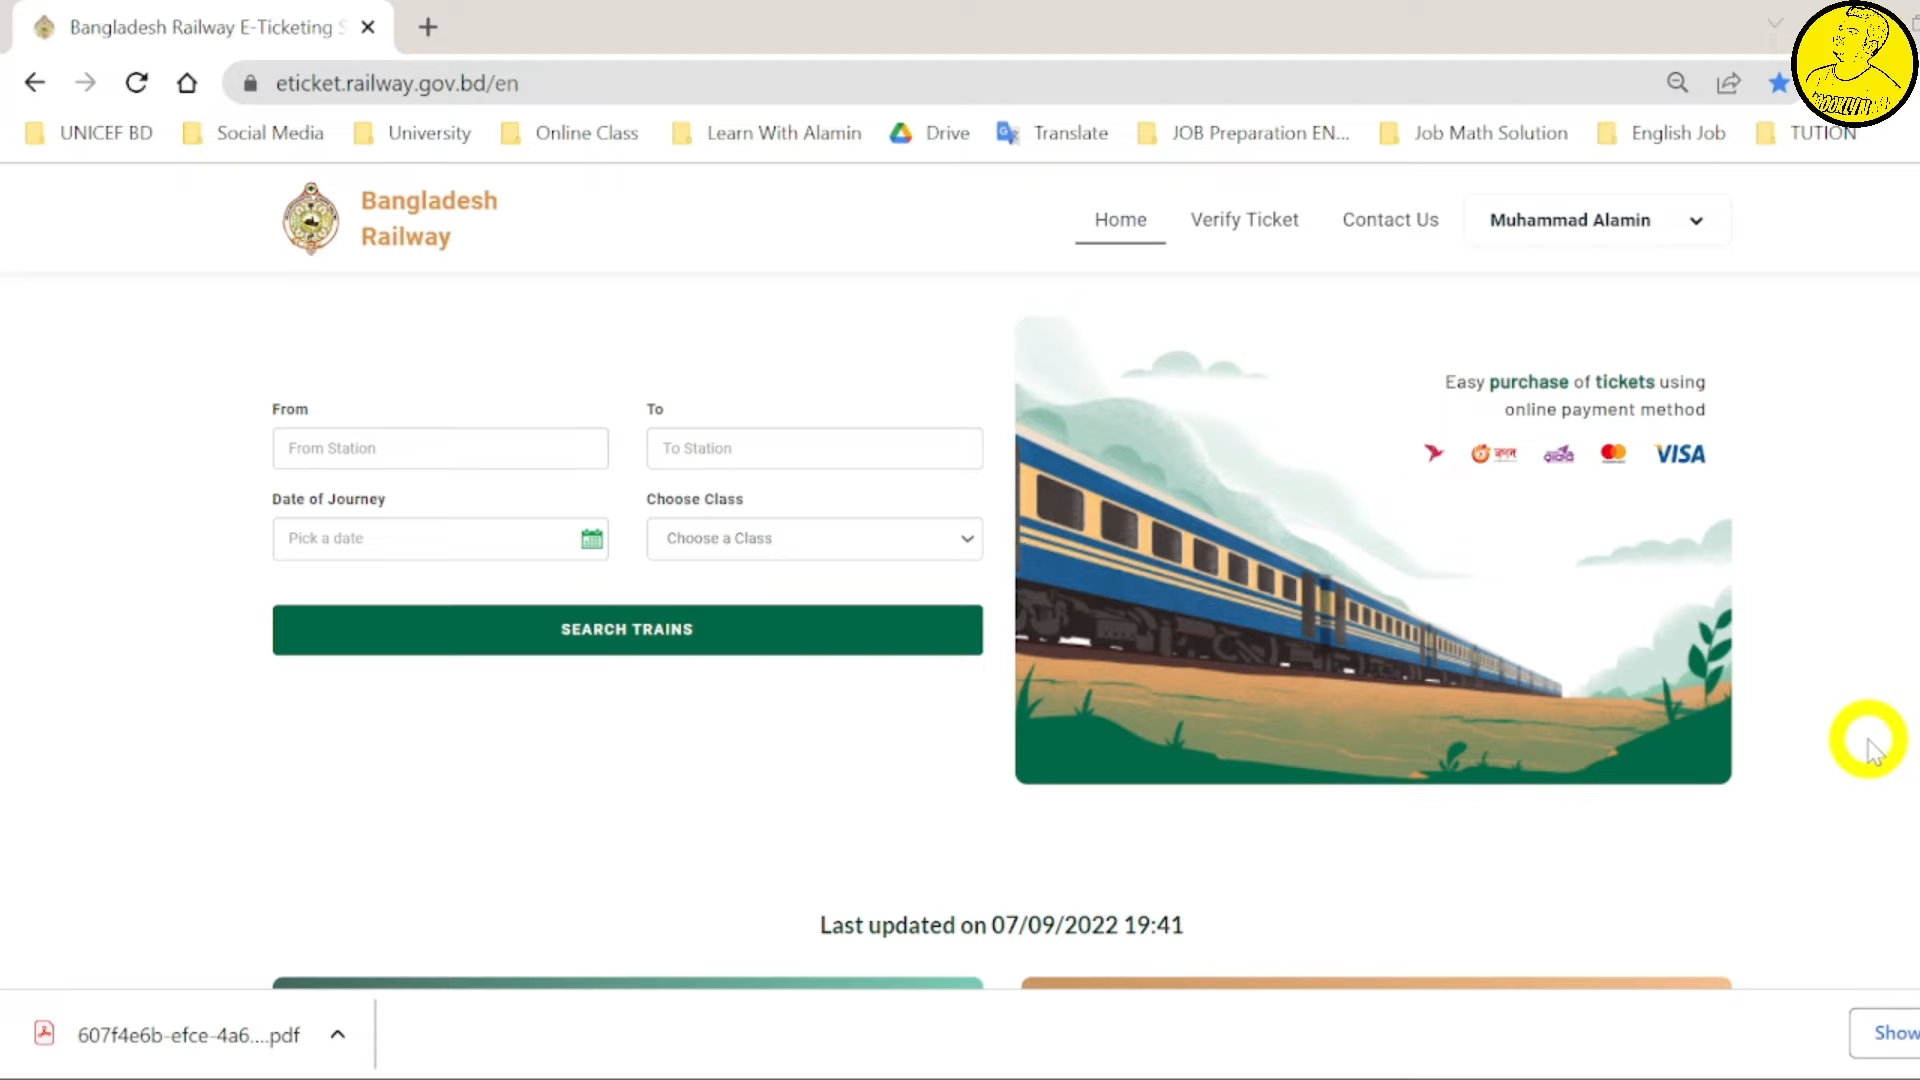 Bangladesh Railway E-Ticketing
eticket.railway.gov.bd/en
UNICEF BD Social Media University Online Class Learn With Alamin Drive Translate JOB Preparation EN... Job Math Solution English Job TUTION
Bangladesh
Railway
Home Verify Ticket Contact Us Muhammad Alamin
Easy purchase of tickets using
online payment method
VISA
From To
From Station To Station
Date of Journey Choose Class
Pick a date Choose a Class
SEARCH TRAINS
Last updated on 07/09/2022 19:41
607f4e6b-efce-4a6....pdf
Show